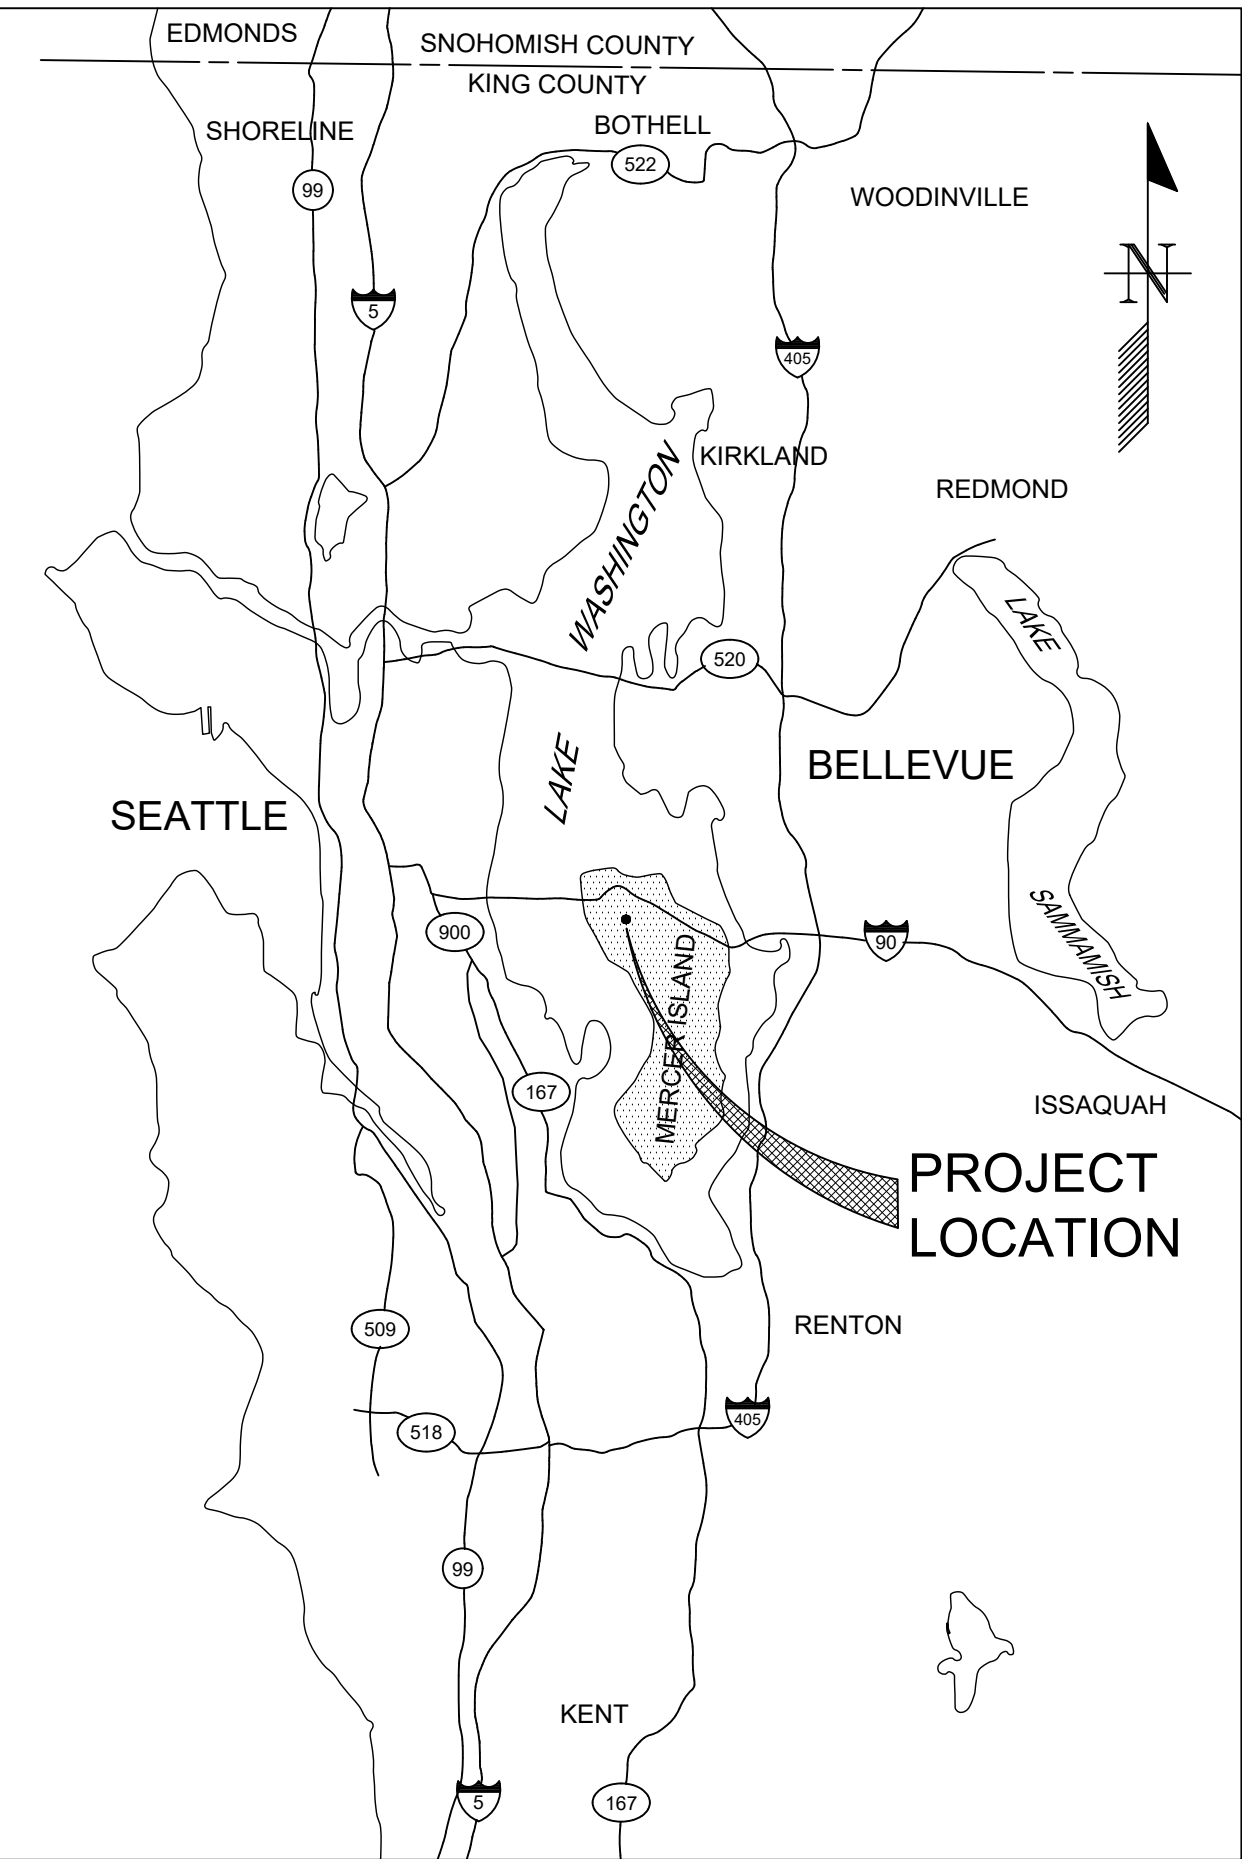 EDMONDS
SNOHOMISH COUNTY
KING COUNTY
SHORELINE
BOTHELL
522
99
WOODINVILLE
N
5
405
KIRKLAND
REDMOND
LAKE WASHINGTON
LAKE SAMMAMISH
520
BELLEVUE
SEATTLE
900
90
MERCER ISLAND
167
ISSAQUAH
PROJECT
LOCATION
509
RENTON
518
405
99
KENT
5
167